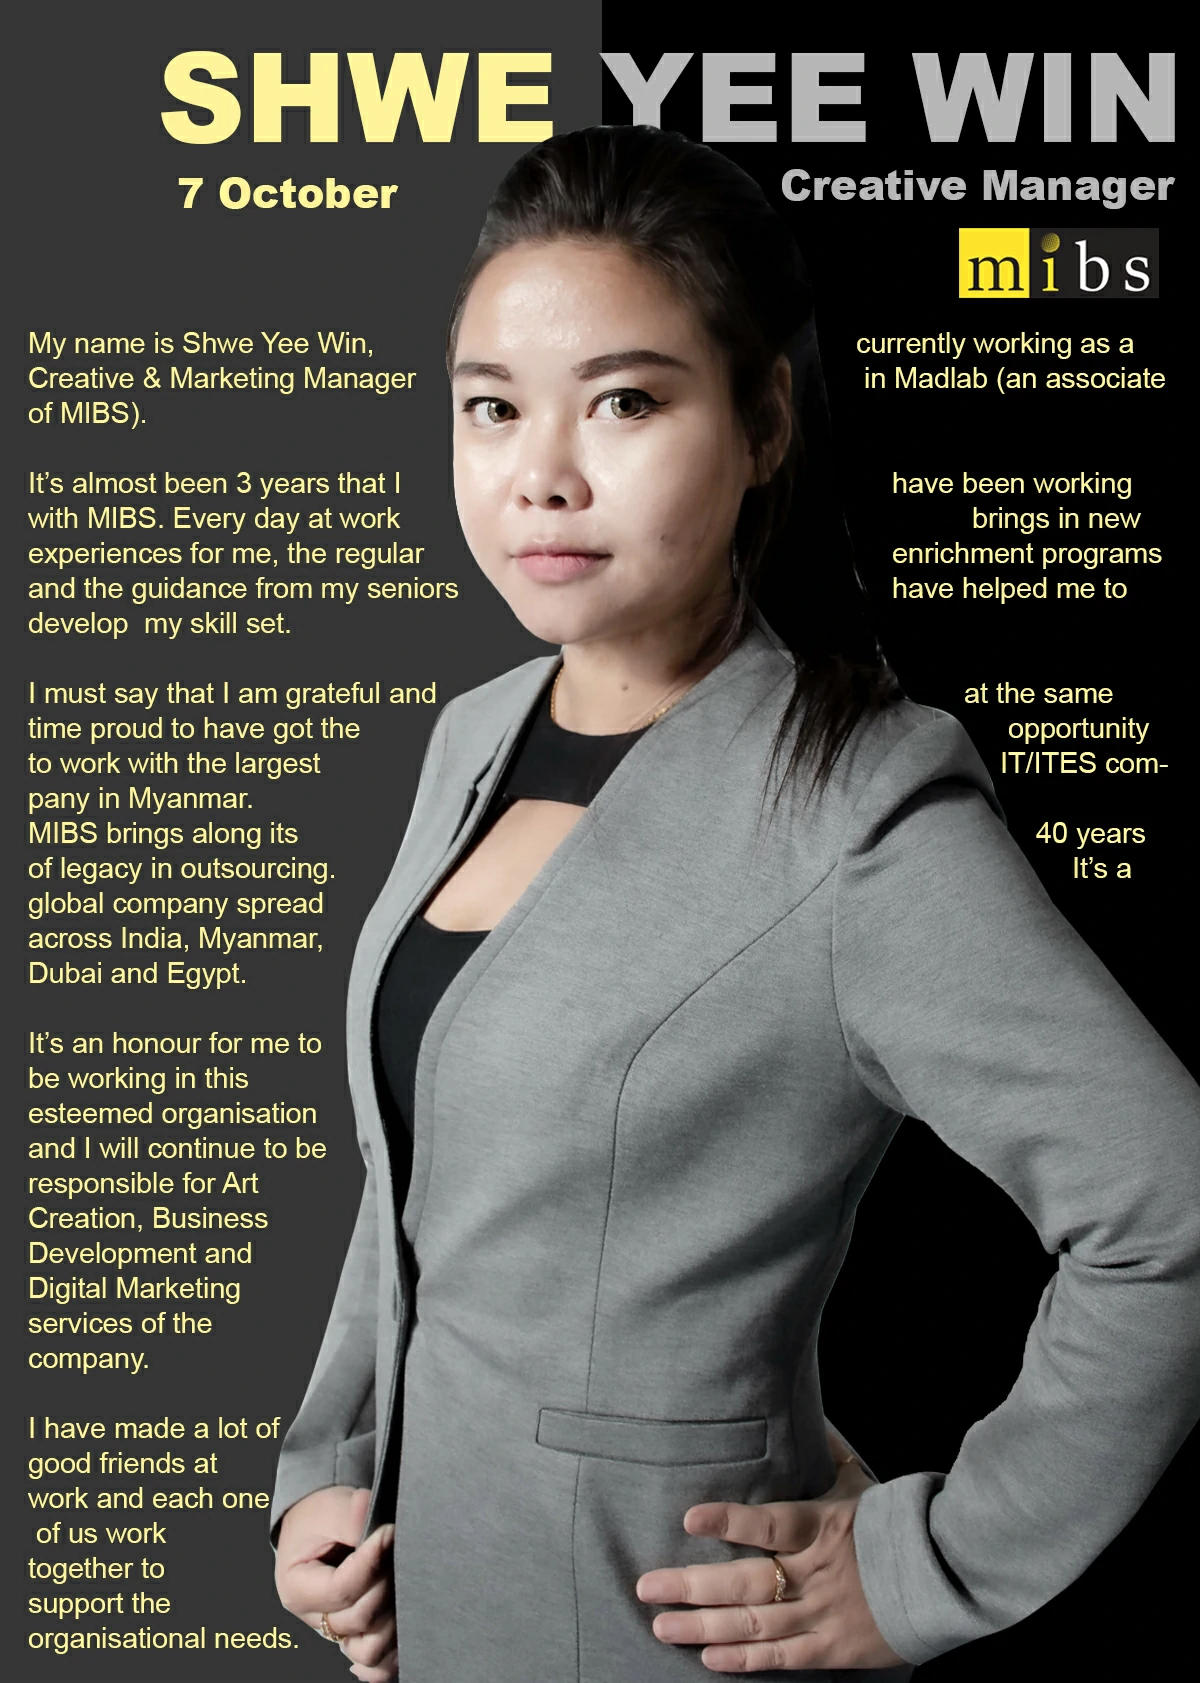 SHWE YEE WIN
7 October
Creative Manager
mibs
My name is Shwe Yee Win, currently working as a
Creative & Marketing Manager in Madlab (an associate
of MIBS).
It’s almost been 3 years that I have been working
with MIBS. Every day at work brings in new
experiences for me, the regular enrichment programs
and the guidance from my seniors have helped me to
develop  my skill set.
I must say that I am grateful and at the same
time proud to have got the opportunity
to work with the largest IT/ITES com-
pany in Myanmar.
MIBS brings along its 40 years
of legacy in outsourcing. It’s a
global company spread
across India, Myanmar,
Dubai and Egypt.
It’s an honour for me to
be working in this
esteemed organisation
and I will continue to be
responsible for Art
Creation, Business
Development and
Digital Marketing
services of the
company.
I have made a lot of
good friends at
work and each one
of us work
together to
support the
organisational needs.